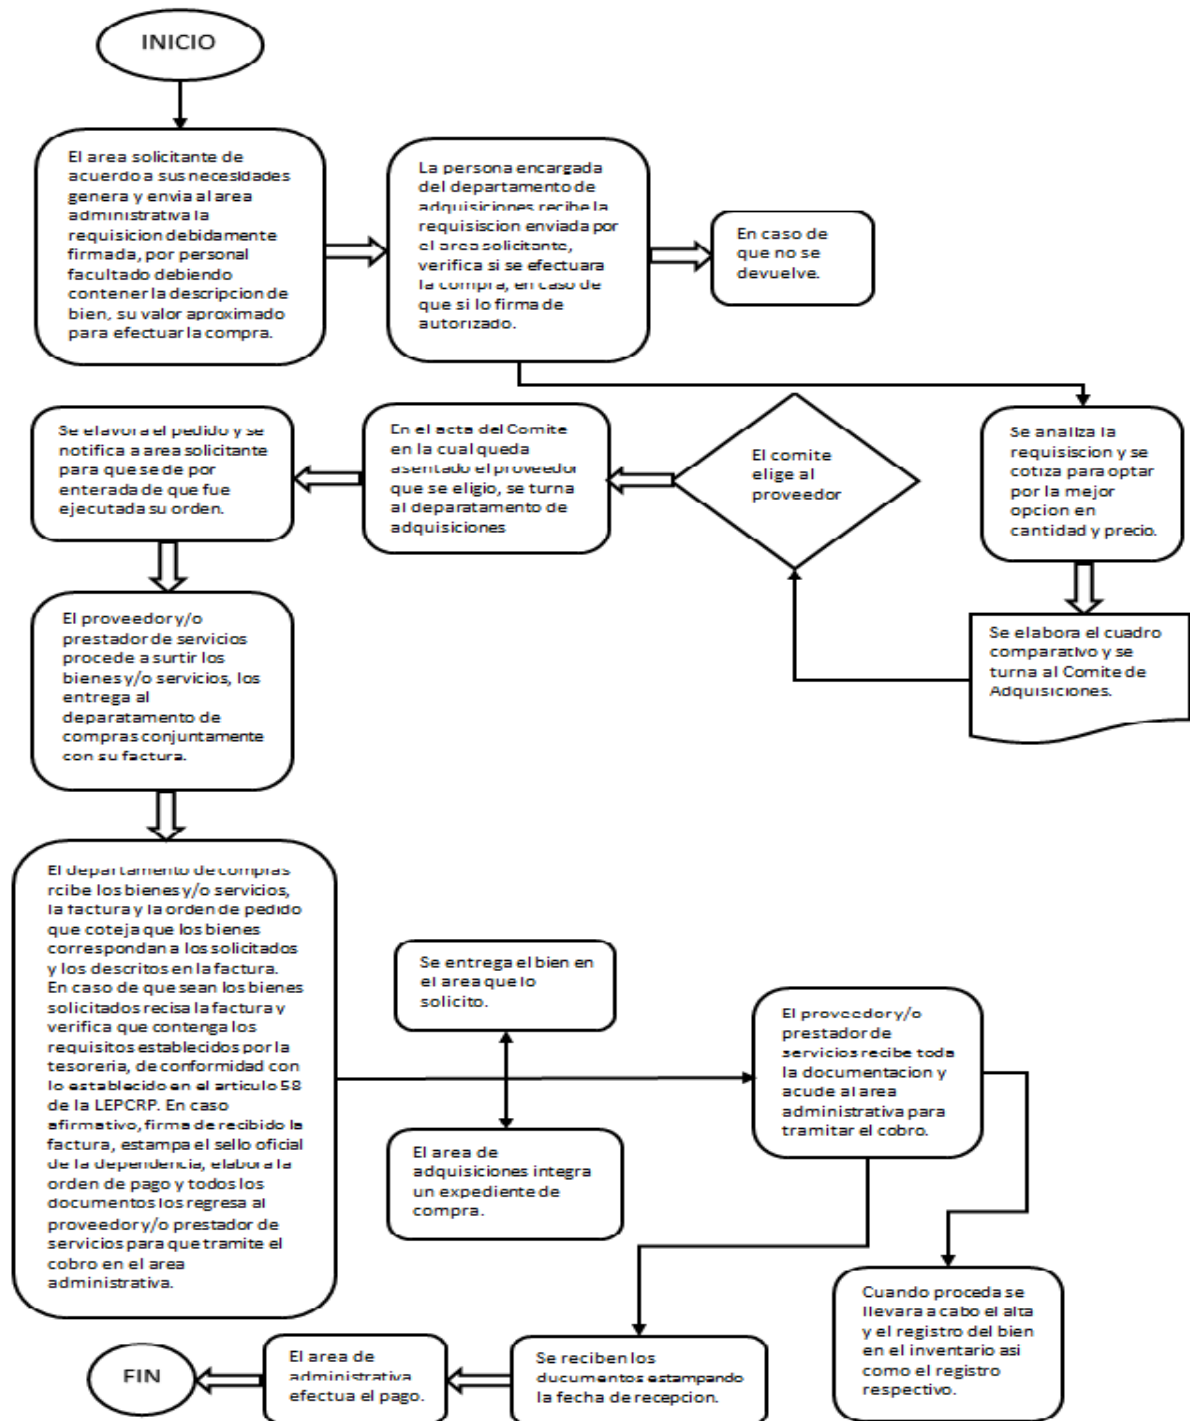 INICIO
El area solicitante de
acuerdo a sus necesidades
genera y envia al area
administrativa la
requisicion debidamente
firmada, por personal
facultado debiendo
contener la descripcion de
bien, su valor aproximado
para efectuar la compra.
La persona encargada
del departamento de
adquisiciones recibe la
requisiscion enviada por
el area solicitante,
verifica si se efectuara
la compra, en caso de
que si lo firma de
autorizado.
En caso de
que no se
devuelve.
Se analiza la
requisiscion y se
cotiza para optar
por la mejor
opcion en
cantidad y precio.
Se elabora el cuadro
comparativo y se
turna al Comite de
Adquisiciones.
El comite
elige al
proveedor
En el acta del Comite
en la cual queda
asentado el proveedor
que se eligio, se turna
al deparatamento de
adquisiciones
Se elavora el pedido y se
notifica a area solicitante
para que se de por
enterada de que fue
ejecutada su orden.
El proveedor y/o
prestador de servicios
procede a surtir los
bienes y/o servicios, los
entrega al
deparatamento de
compras conjuntamente
con su factura.
El departamento de compras
rcibe los bienes y/o servicios,
la factura y la orden de pedido
que coteja que los bienes
correspondan a los solicitados
y los descritos en la factura.
En caso de que sean los bienes
solicitados recisa la factura y
verifica que contenga los
requisitos establecidos por la
tesoreria, de conformidad con
lo establecido en el articulo 58
de la LEPCRP. En caso
afirmativo, firma de recibido la
factura, estampa el sello oficial
de la dependencia, elabora la
orden de pago y todos los
documentos los regresa al
proveedor y/o prestador de
servicios para que tramite el
cobro en el area
administrativa.
Se entrega el bien en
el area que lo
solicito.
El area de
adquisiciones integra
un expediente de
compra.
El proveedor y/o
prestador de
servicios recibe toda
la documentacion y
acude al area
administrativa para
tramitar el cobro.
Cuando proceda se
llevara a cabo el alta
y el registro del bien
en el inventario asi
como el registro
respectivo.
Se reciben los
ducumentos estampando
la fecha de recepcion.
El area de
administrativa
efectua el pago.
FIN